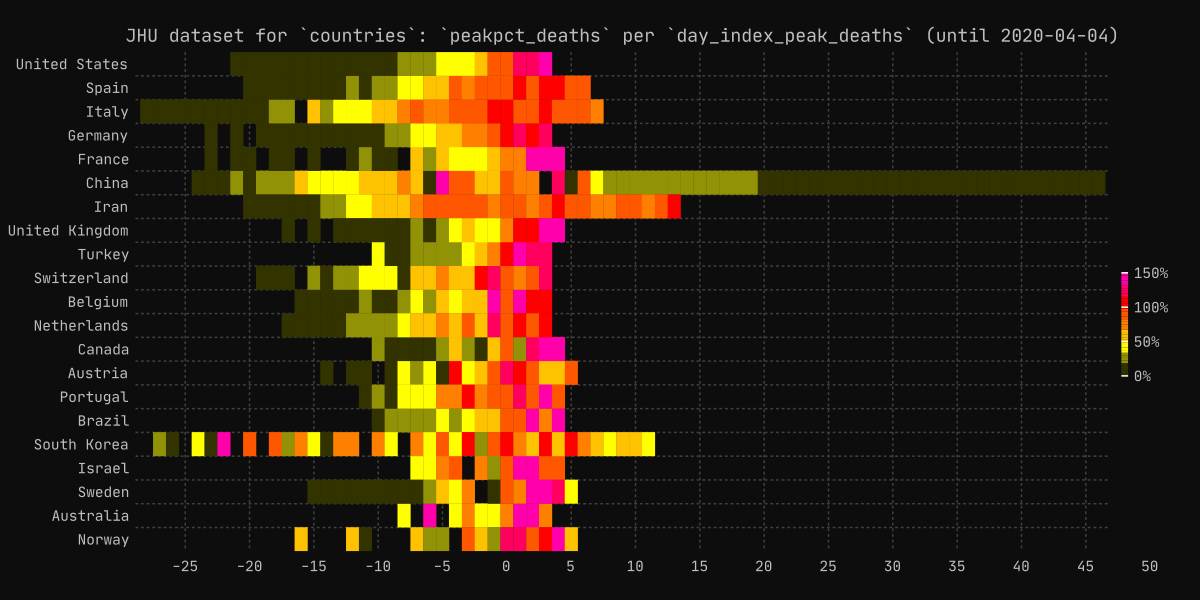 JHU dataset for `countries`: `peakpct_deaths` per `day_index_peak_deaths` (until 2020-04-04)
United States
Spain
Italy
Germany
France
China
Iran
United Kingdom
Turkey
Switzerland
Belgium
Netherlands
Canada
Austria
Portugal
Brazil
South Korea
Israel
Sweden
Australia
Norway
150%
100%
50%
0%
-25 -20 -15 -10 -5 0 5 10 15 20 25 30 35 40 45 50